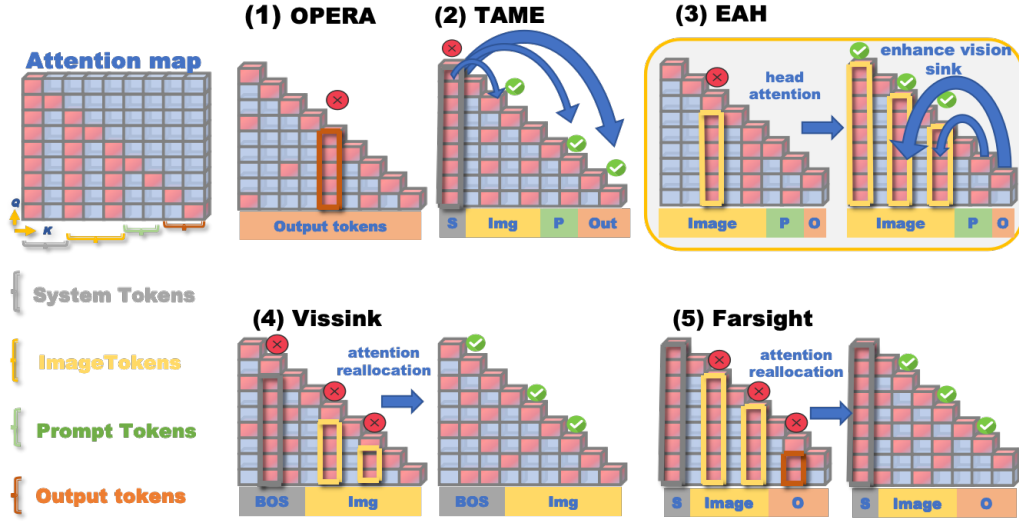 (1) OPERA
(2) TAME
(3) EAH
Attention map
Q
K
System Tokens
ImageTokens
Prompt Tokens
Output tokens
Output tokens
S
Img
P
Out
head
attention
enhance vision
sink
Image
P
O
Image
P
O
(4) Vissink
attention
reallocation
BOS
Img
BOS
Img
(5) Farsight
attention
reallocation
S
Image
O
S
Image
O